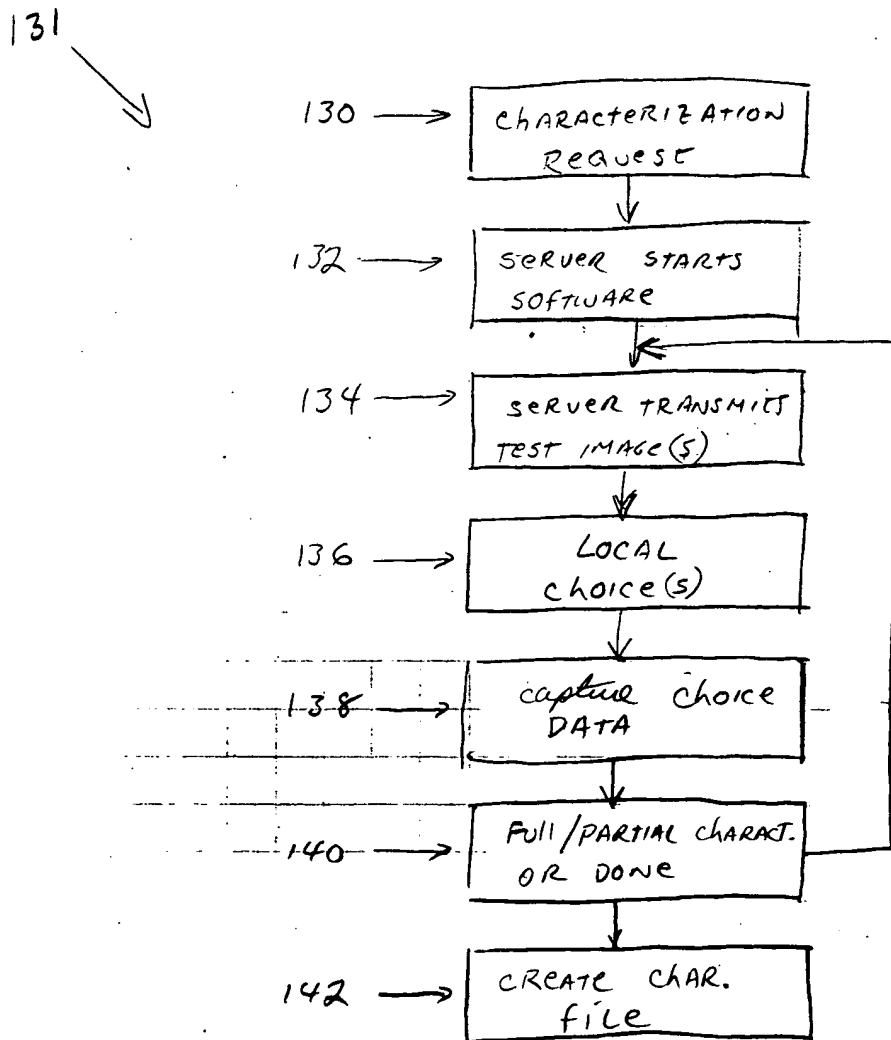 131
130
CHARACTERIZATION
REQUEST
132
SERVER STARTS
SOFTWARE
134
SERVER TRANSMITS
TEST IMAGE(S)
136
LOCAL
CHOICE(S)
138
capture choice
DATA
140
FULL/PARTIAL CHARACT.
OR DONE
142
CREATE CHAR.
FILE